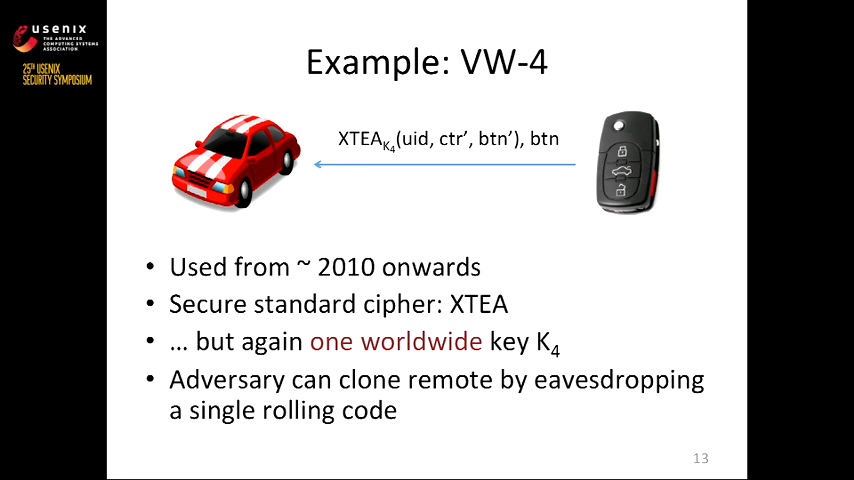 usenix
THE ADVANCED
COMPUTING SYSTEMS
ASSOCIATION
25TH USENIX
SECURITY SYMPOSIUM
Example: VW-4
XTEA_K4(uid, ctr’, btn’), btn
• Used from ~ 2010 onwards
• Secure standard cipher: XTEA
• … but again one worldwide key K4
• Adversary can clone remote by eavesdropping
a single rolling code
13